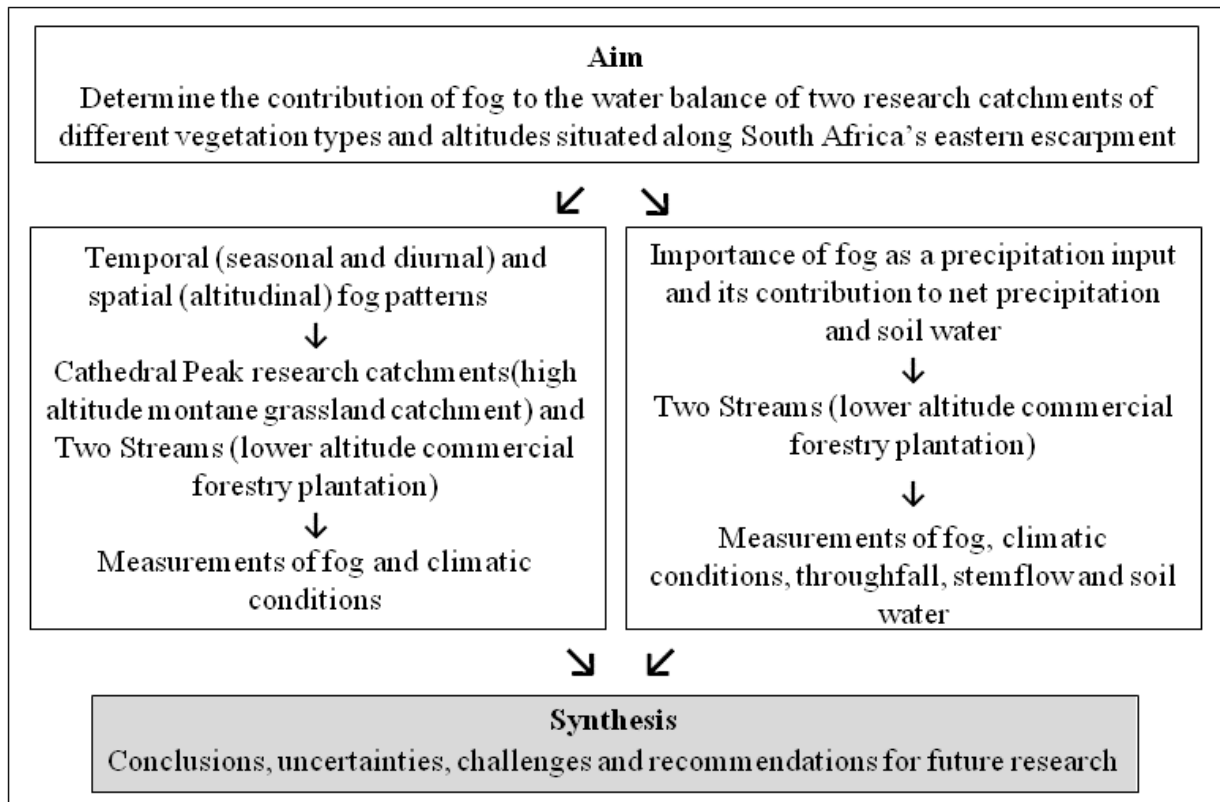 Aim
Determine the contribution of fog to the water balance of two research catchments of
different vegetation types and altitudes situated along South Africa's eastern escarpment
Temporal (seasonal and diurnal) and
spatial (altitudinal) fog patterns
Cathedral Peak research catchments(high
altitude montane grassland catchment) and
Two Streams (lower altitude commercial
forestry plantation)
Measurements of fog and climatic
conditions
Importance of fog as a precipitation input
and its contribution to net precipitation
and soil water
Two Streams (lower altitude commercial
forestry plantation)
Measurements of fog, climatic
conditions, throughfall, stemflow and soil
water
Synthesis
Conclusions, uncertainties, challenges and recommendations for future research